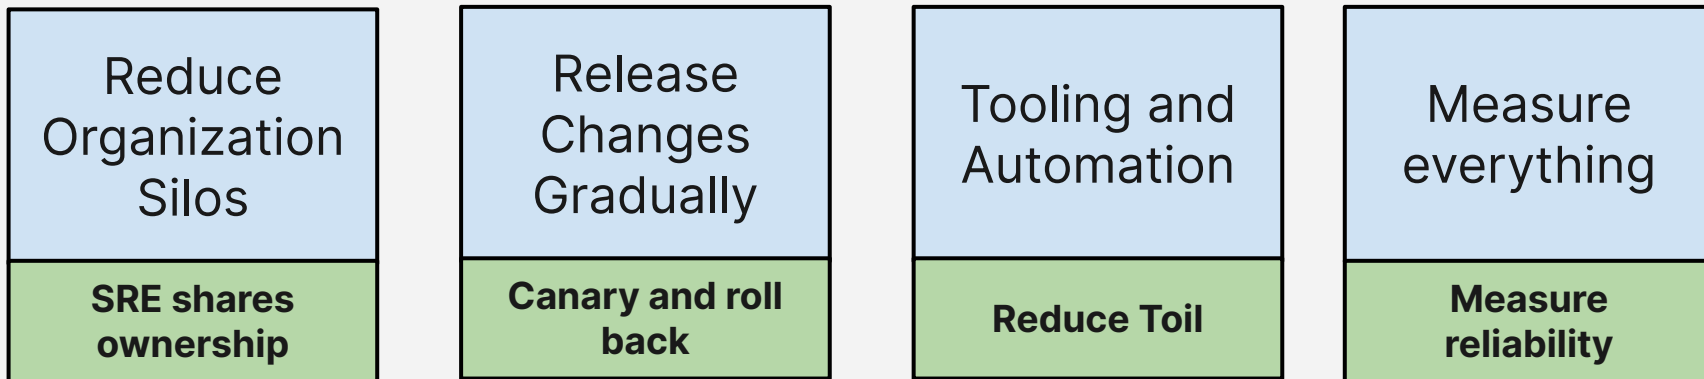 Reduce
Organization
Silos
SRE shares
ownership
Release
Changes
Gradually
Canary and roll
back
Tooling and
Automation
Reduce Toil
Measure
everything
Measure
reliability